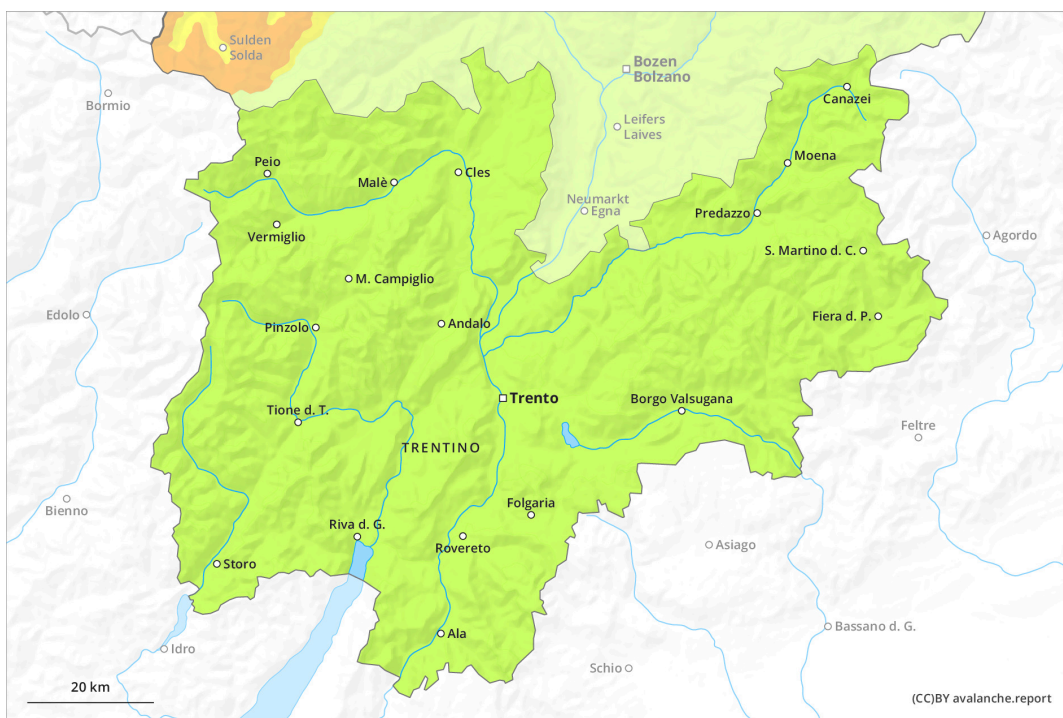 Sulden
Solda
Bozen
Bolzano
Bormio
Canazei
Leifers
Laives
Peio
Moena
Malè
Cles
Neumarkt
Egna
Predazzo
Vermiglio
Agordo
S. Martino d. C.
M. Campiglio
Edolo
Pinzolo
Andalo
Fiera d. P.
Trento
Borgo Valsugana
Tione d. T.
Feltre
TRENTINO
Bienno
Folgaria
Riva d. G.
Rovereto
Asiago
Storo
Bassano d. G.
Ala
Idro
Schio
20 km
(CC)BY avalanche.report